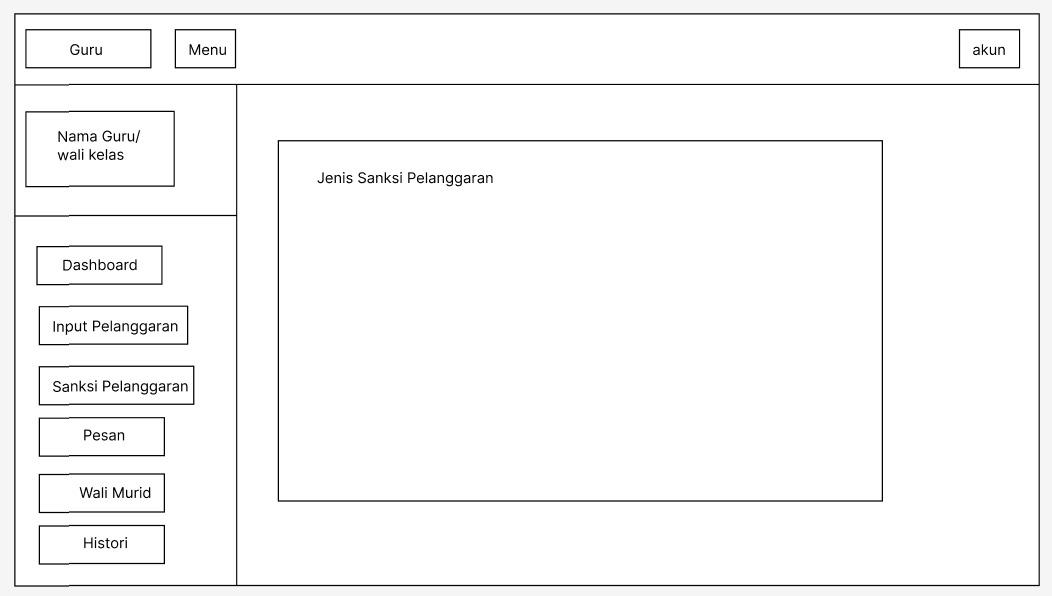 Guru
Menu
akun
Nama Guru/
wali kelas
Dashboard
Input Pelanggaran
Sanksi Pelanggaran
Pesan
Wali Murid
Histori
Jenis Sanksi Pelanggaran